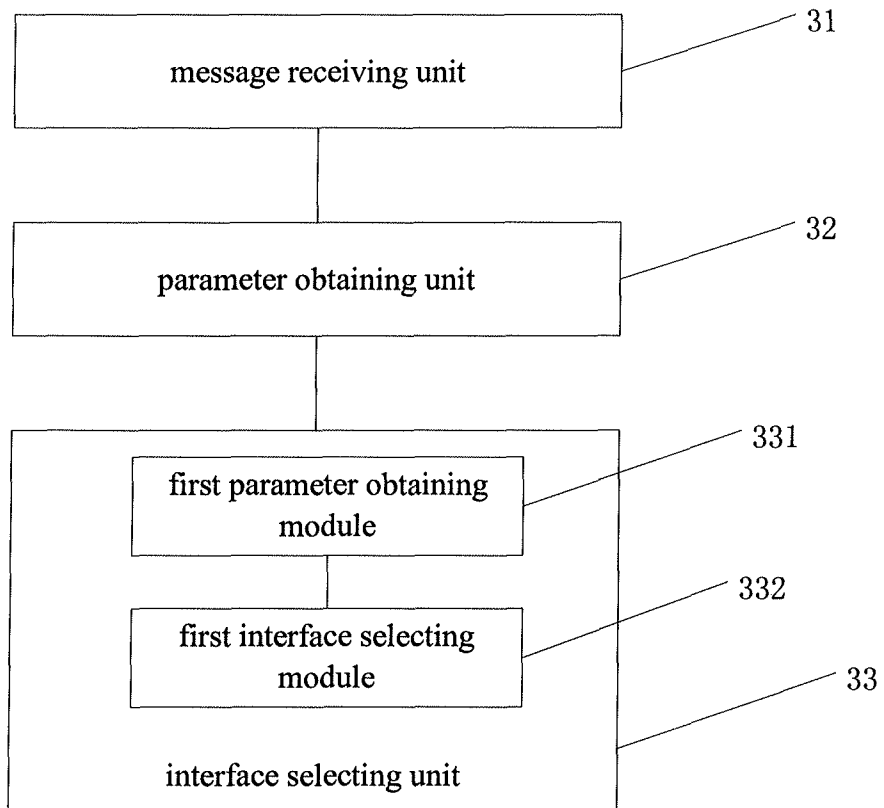 31
message receiving unit
32
parameter obtaining unit
331
first parameter obtaining
module
332
first interface selecting
module
33
interface selecting unit